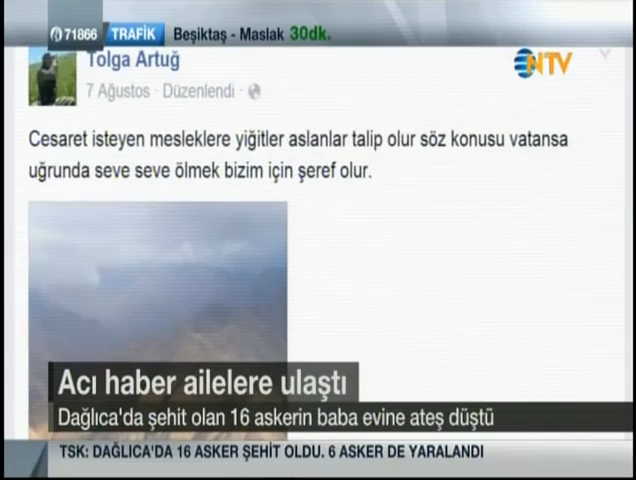 71866 TRAFİK Beşiktaş - Maslak 30dk.
NTV
Tolga Artuğ
7 Ağustos · Düzenlendi ·
Cesaret isteyen mesleklere yiğitler aslanlar talip olur söz konusu vatansa
uğrunda seve seve ölmek bizim için şeref olur.
Acı haber ailelere ulaştı
Dağlıca'da şehit olan 16 askerin baba evine ateş düştü
TSK: DAĞLICA'DA 16 ASKER ŞEHİT OLDU. 6 ASKER DE YARALANDI